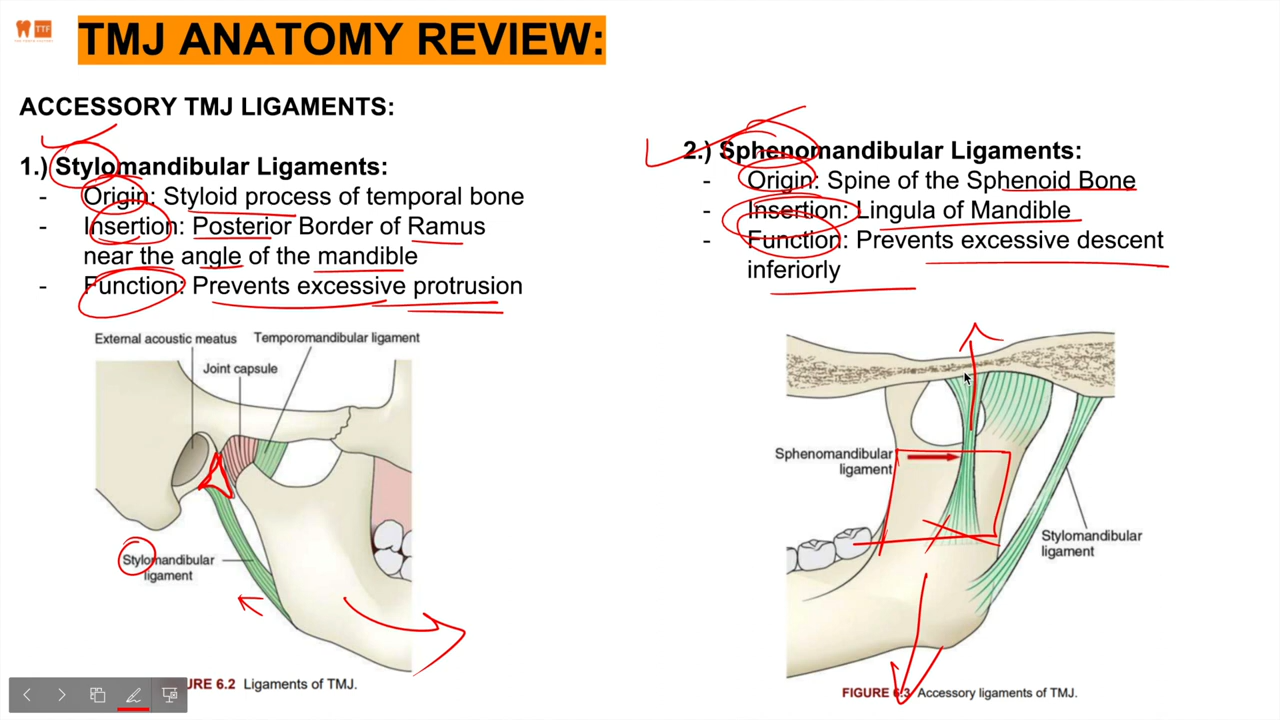 TTF
TMJ ANATOMY REVIEW:
ACCESSORY TMJ LIGAMENTS:
1.) Stylomandibular Ligaments:
- Origin: Styloid process of temporal bone
- Insertion: Posterior Border of Ramus
near the angle of the mandible
- Function: Prevents excessive protrusion
External acoustic meatus
Temporomandibular ligament
Joint capsule
Stylomandibular
ligament
URE 6.2 Ligaments of TMJ.
2.) Sphenomandibular Ligaments:
- Origin: Spine of the Sphenoid Bone
- Insertion: Lingula of Mandible
- Function: Prevents excessive descent
inferiorly
Sphenomandibular
ligament
Stylomandibular
ligament
FIGURE 6.3 Accessory ligaments of TMJ.